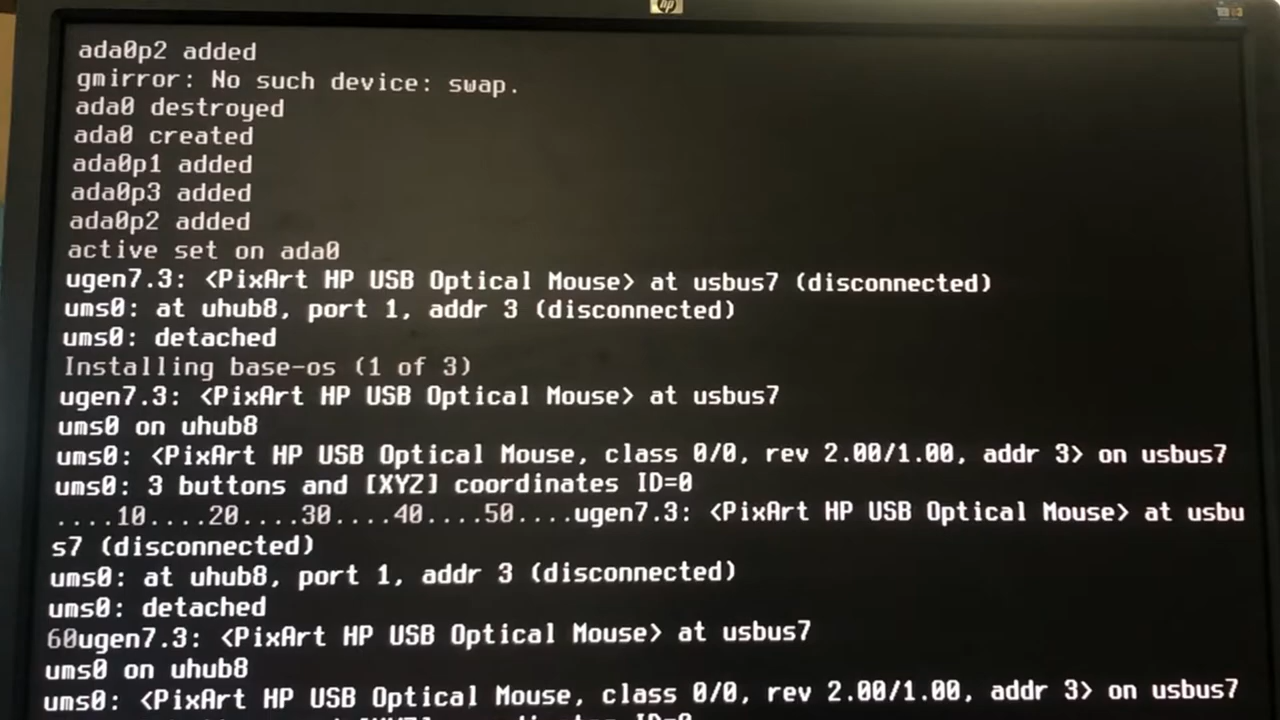 hp
ada0p2 added
gmirror: No such device: swap.
ada0 destroyed
ada0 created
ada0p1 added
ada0p3 added
ada0p2 added
active set on ada0
ugen7.3: <PixArt HP USB Optical Mouse> at usbus7 (disconnected)
ums0: at uhub8, port 1, addr 3 (disconnected)
ums0: detached
Installing base-os (1 of 3)
ugen7.3: <PixArt HP USB Optical Mouse> at usbus7
ums0 on uhub8
ums0: <PixArt HP USB Optical Mouse, class 0/0, rev 2.00/1.00, addr 3> on usbus7
ums0: 3 buttons and [XYZ] coordinates ID=0
....10....20....30....40....50....ugen7.3: <PixArt HP USB Optical Mouse> at usbu
s7 (disconnected)
ums0: at uhub8, port 1, addr 3 (disconnected)
ums0: detached
60ugen7.3: <PixArt HP USB Optical Mouse> at usbus7
ums0 on uhub8
ums0: <PixArt HP USB Optical Mouse, class 0/0, rev 2.00/1.00, addr 3> on usbus7